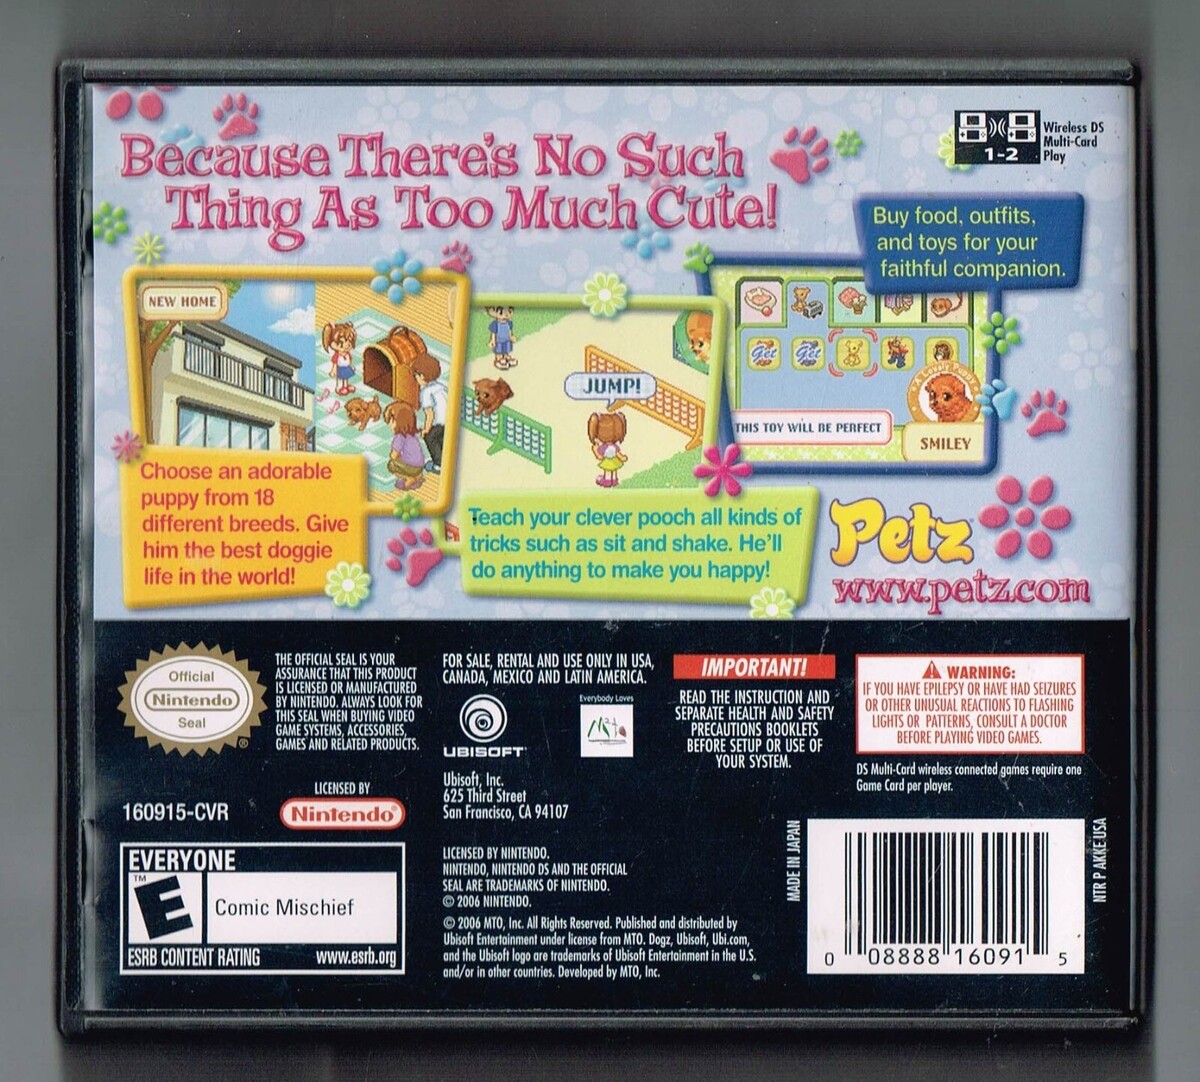 Because There's No Such
Thing As Too Much Cute!
Wireless DS
Multi-Card
Play
1-2
Buy food, outfits,
and toys for your
faithful companion.
NEW HOME
JUMP!
Get
Get
A Lovely Puppy
THIS TOY WILL BE PERFECT
SMILEY
Choose an adorable
puppy from 18
different breeds. Give
him the best doggie
life in the world!
Teach your clever pooch all kinds of
tricks such as sit and shake. He'll
do anything to make you happy!
Petz
www.petz.com
Official
Nintendo
Seal
®
THE OFFICIAL SEAL IS YOUR
ASSURANCE THAT THIS PRODUCT
IS LICENSED OR MANUFACTURED
BY NINTENDO. ALWAYS LOOK FOR
THIS SEAL WHEN BUYING VIDEO
GAME SYSTEMS, ACCESSORIES,
GAMES AND RELATED PRODUCTS.
160915-CVR
LICENSED BY
Nintendo®
EVERYONE
E
TM
Comic Mischief
ESRB CONTENT RATING
www.esrb.org
FOR SALE, RENTAL AND USE ONLY IN USA,
CANADA, MEXICO AND LATIN AMERICA.
UBISOFT
Everybody Loves
Ubisoft, Inc.
625 Third Street
San Francisco, CA 94107
LICENSED BY NINTENDO.
NINTENDO, NINTENDO DS AND THE OFFICIAL
SEAL ARE TRADEMARKS OF NINTENDO.
© 2006 NINTENDO.
© 2006 MTO, Inc. All Rights Reserved. Published and distributed by
Ubisoft Entertainment under license from MTO. Dogz, Ubisoft, Ubi.com,
and the Ubisoft logo are trademarks of Ubisoft Entertainment in the U.S.
and/or in other countries. Developed by MTO, Inc.
IMPORTANT!
READ THE INSTRUCTION AND
SEPARATE HEALTH AND SAFETY
PRECAUTIONS BOOKLETS
BEFORE SETUP OR USE OF
YOUR SYSTEM.
WARNING:
IF YOU HAVE EPILEPSY OR HAVE HAD SEIZURES
OR OTHER UNUSUAL REACTIONS TO FLASHING
LIGHTS OR PATTERNS, CONSULT A DOCTOR
BEFORE PLAYING VIDEO GAMES.
DS Multi-Card wireless connected games require one
Game Card per player.
MADE IN JAPAN
0 08888 16091 5
NTR P AKKE USA